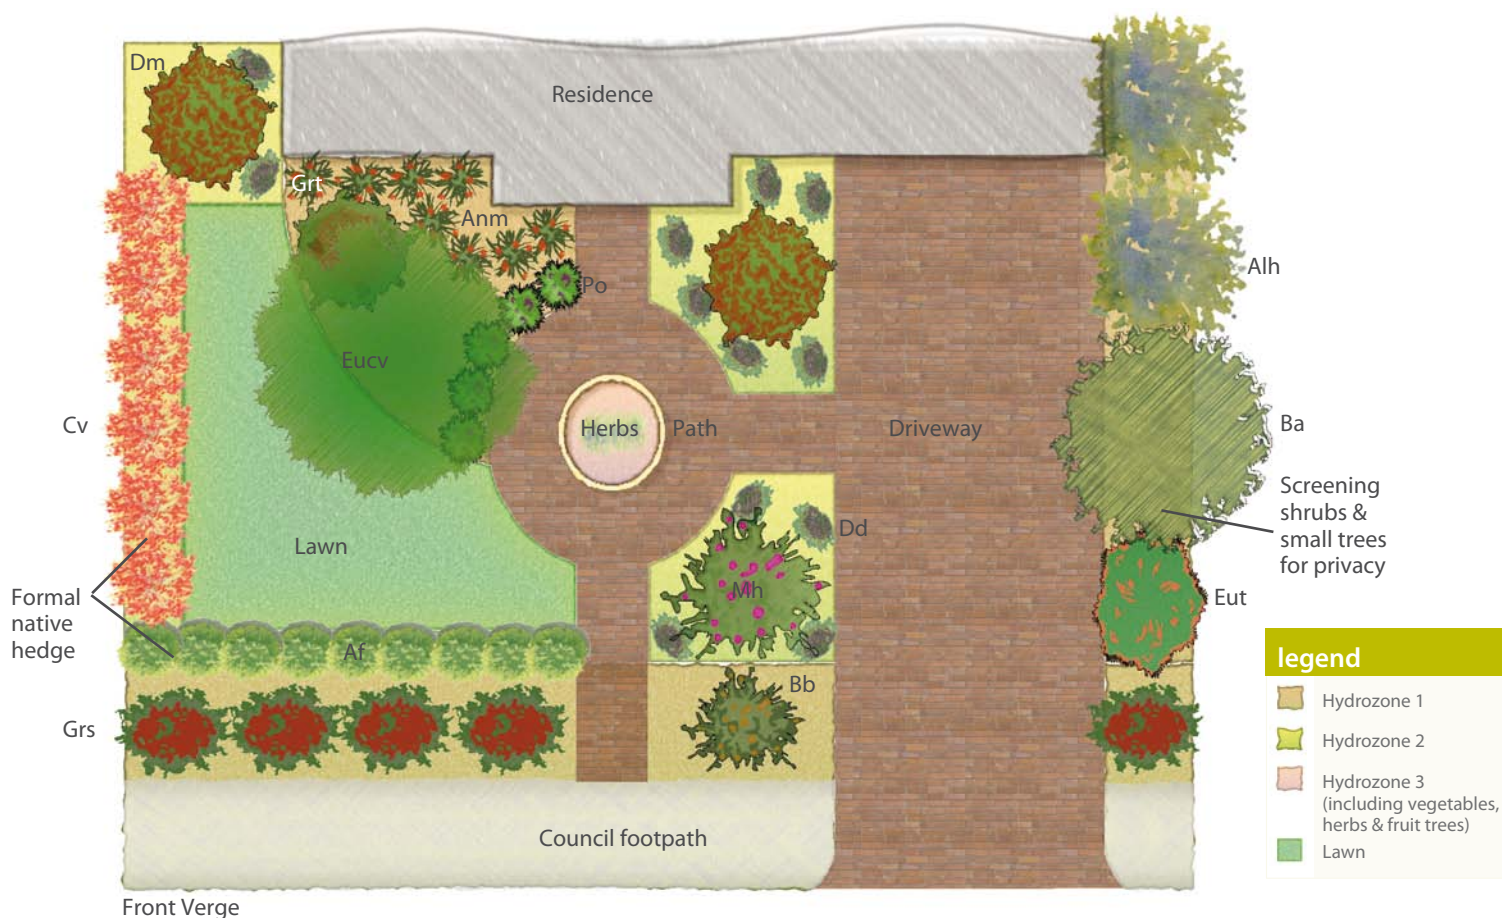 Dm
Residence
Grt
Anm
Po
Alh
Eucv
Cv
Herbs
Path
Driveway
Ba
Screening
shrubs &
small trees
for privacy
Dd
Lawn
Mh
Eut
Formal
native
hedge
Af
Bb
Grs
legend
Hydrozone 1
Hydrozone 2
Hydrozone 3
(including vegetables,
herbs & fruit trees)
Lawn
Council footpath
Front Verge